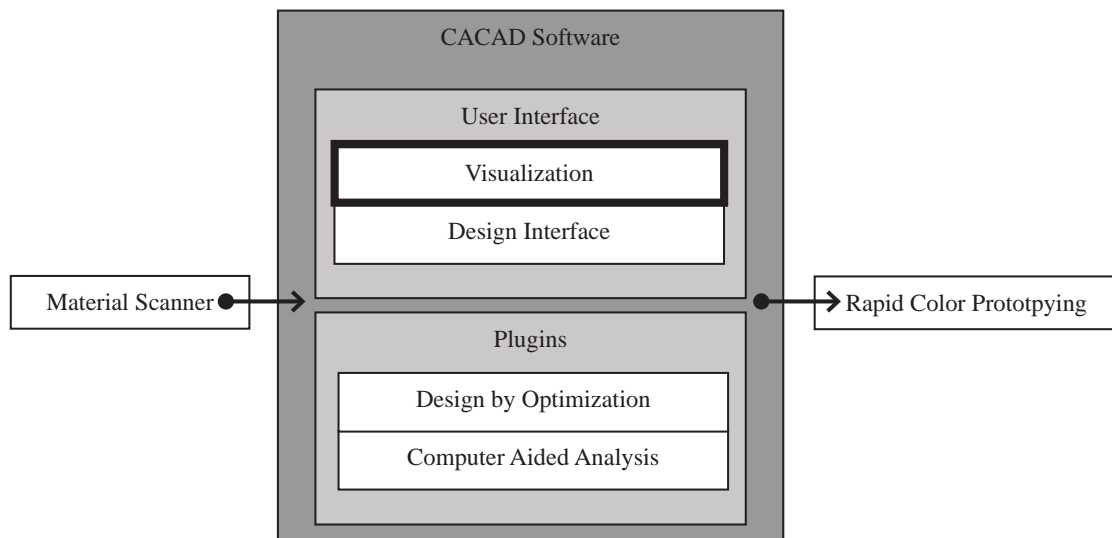 CACAD Software
User Interface
Visualization
Design Interface
Material Scanner
Rapid Color Prototpying
Plugins
Design by Optimization
Computer Aided Analysis